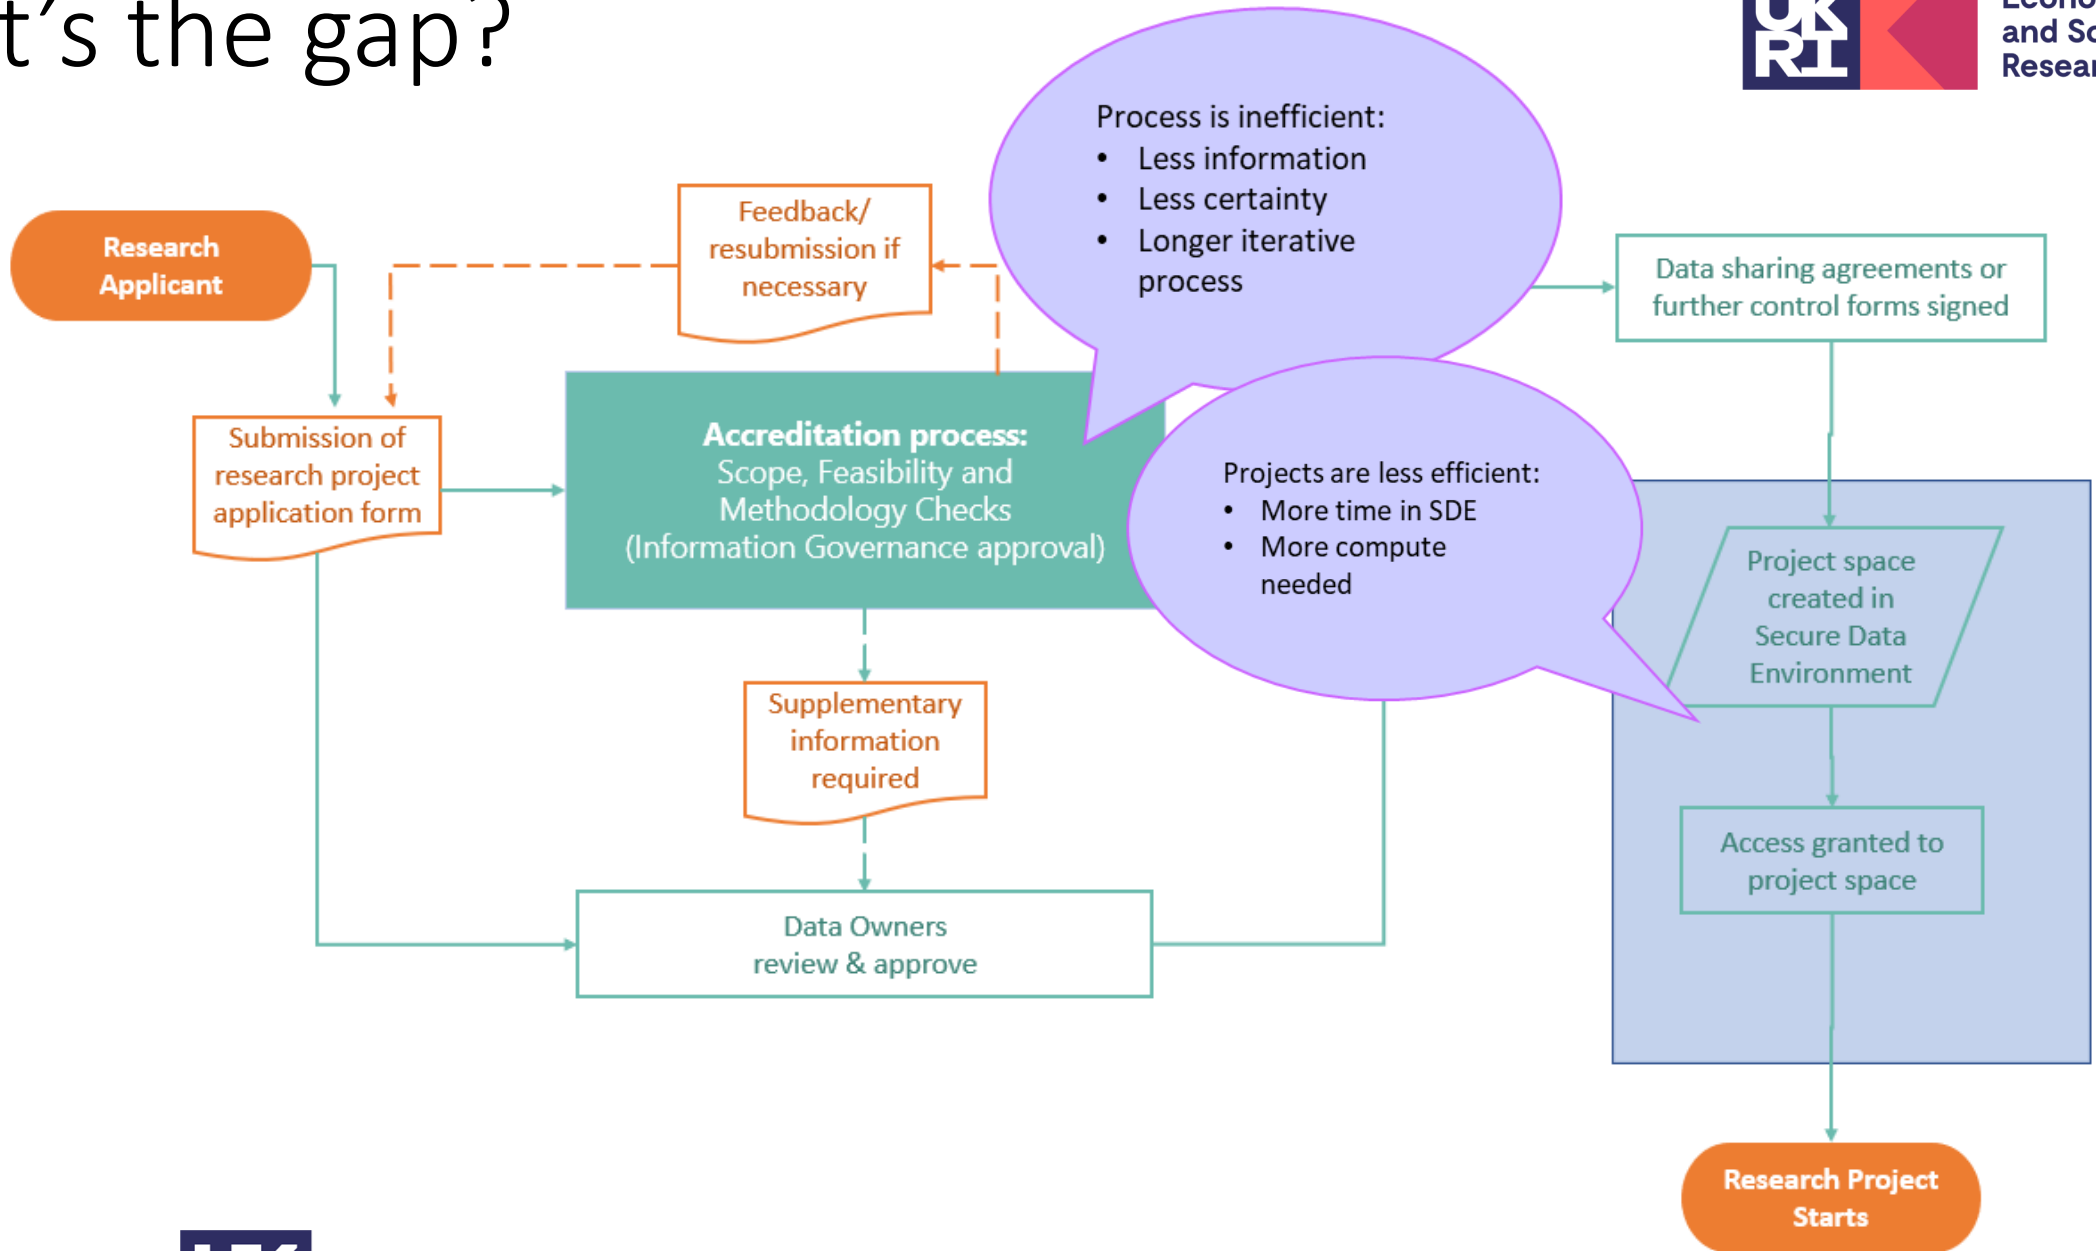 t's the gap?
UK
RI
and So
Resear
Process is inefficient:
• Less information
• Less certainty
• Longer iterative
process
Research
Applicant
Feedback/
resubmission if
necessary
Data sharing agreements or
further control forms signed
Submission of
research project
application form
Accreditation process:
Scope, Feasibility and
Methodology Checks
(Information Governance approval)
Projects are less efficient:
• More time in SDE
• More compute
needed
Project space
created in
Secure Data
Environment
Supplementary
information
required
Access granted to
project space
Data Owners
review & approve
Research Project
Starts